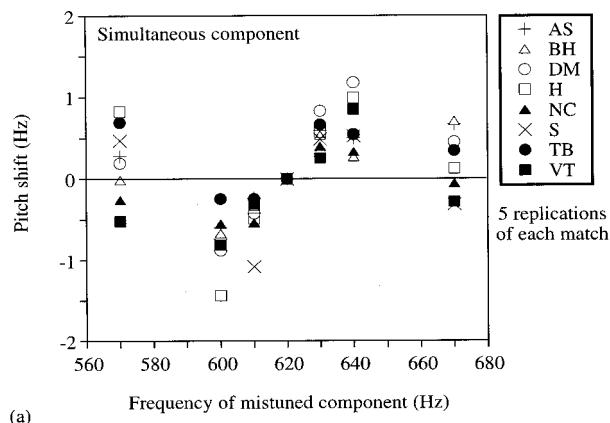 2
Simultaneous component
1
0
-1
-2
Pitch shift (Hz)
560 580 600 620 640 660 680
Frequency of mistuned component (Hz)
(a)
AS
BH
DM
H
NC
S
TB
VT
5 replications
of each match